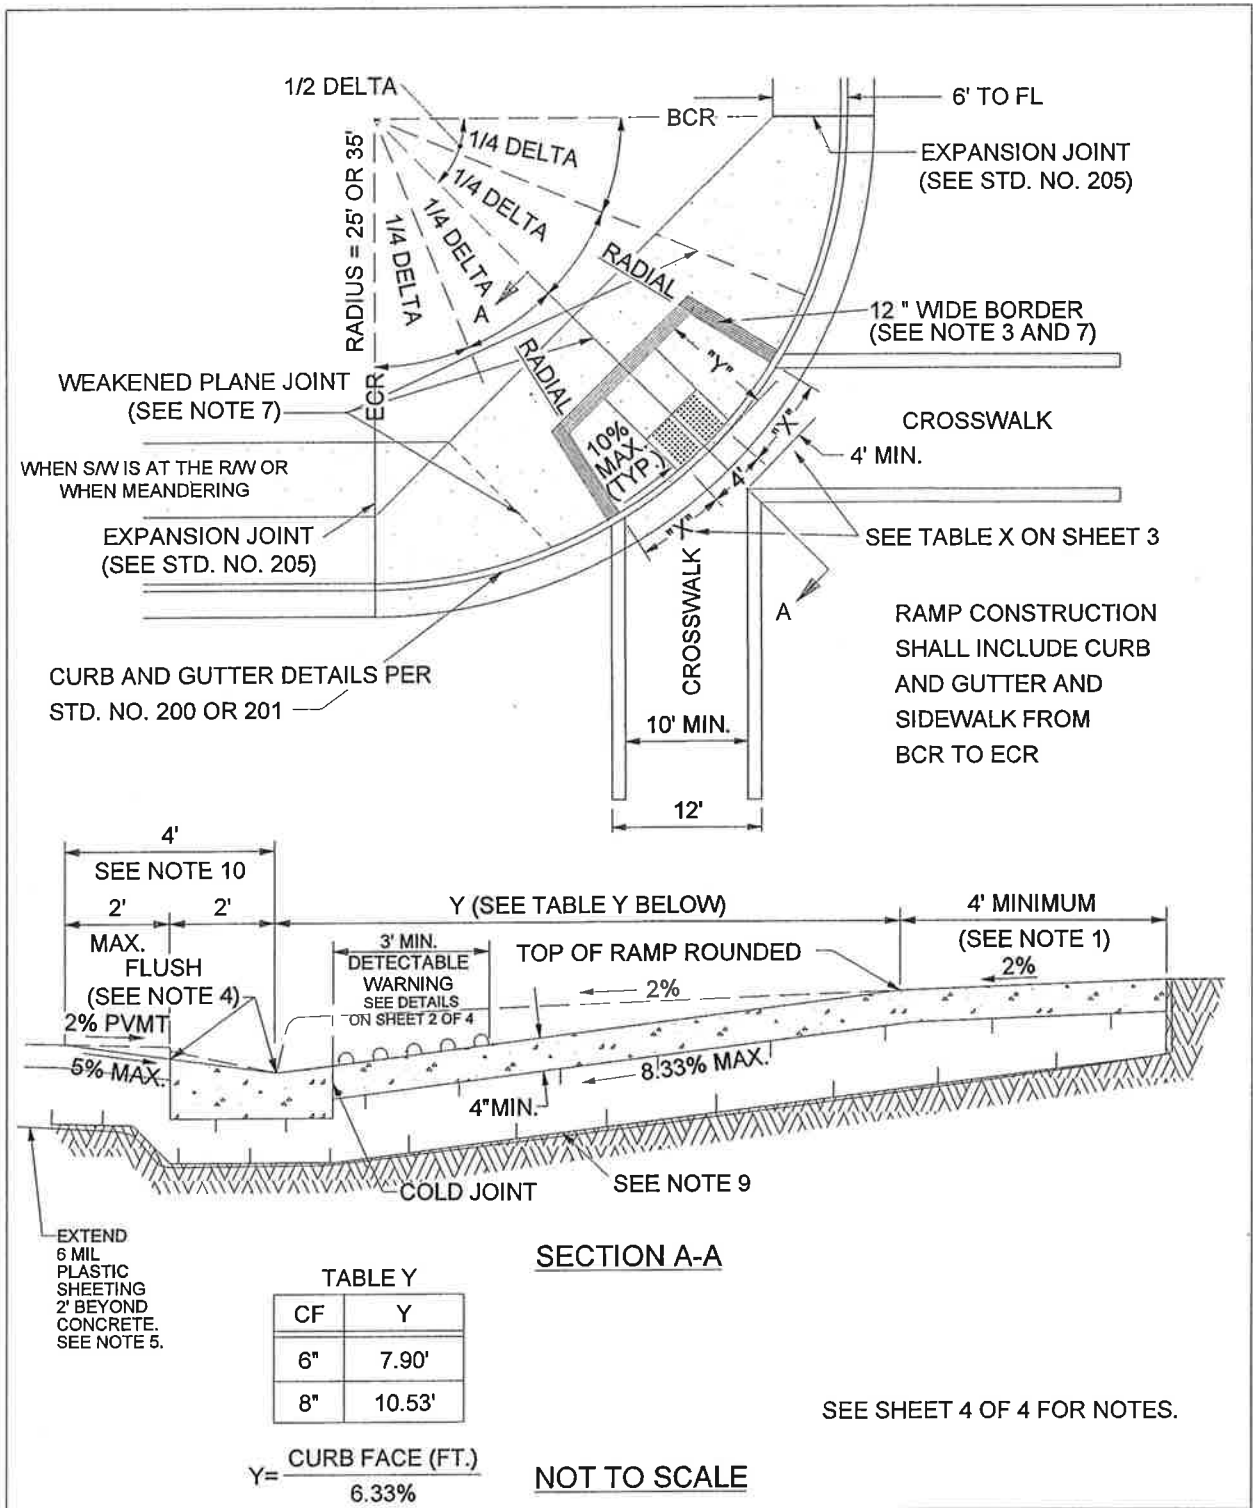 1/2 DELTA
BCR
6' TO FL
1/4 DELTA
1/4 DELTA
1/4 DELTA
1/4 DELTA
RADIUS = 25' OR 35'
EXPANSION JOINT
(SEE STD. NO. 205)
RADIAL
A
12 " WIDE BORDER
(SEE NOTE 3 AND 7)
RADIAL
"Y"
WEAKENED PLANE JOINT
(SEE NOTE 7)
ECR
CROSSWALK
"X"
10%
MAX.
(TYP.)
4' MIN.
4'
WHEN S/W IS AT THE R/W OR
WHEN MEANDERING
EXPANSION JOINT
(SEE STD. NO. 205)
"X"
SEE TABLE X ON SHEET 3
CROSSWALK
A
RAMP CONSTRUCTION
SHALL INCLUDE CURB
AND GUTTER AND
SIDEWALK FROM
BCR TO ECR
CURB AND GUTTER DETAILS PER
STD. NO. 200 OR 201
10' MIN.
12'
4'
SEE NOTE 10
2'
2'
MAX.
Y (SEE TABLE Y BELOW)
4' MINIMUM
(SEE NOTE 1)
3' MIN.
DETECTABLE
WARNING
SEE DETAILS
ON SHEET 2 OF 4
TOP OF RAMP ROUNDED
FLUSH
(SEE NOTE 4)
2%
2%
2% PVMT
5% MAX.
8.33% MAX.
4"MIN.
COLD JOINT
SEE NOTE 9
EXTEND
6 MIL
PLASTIC
SHEETING
2' BEYOND
CONCRETE.
SEE NOTE 5.
SECTION A-A
TABLE Y
CF Y
6" 7.90'
8" 10.53'
SEE SHEET 4 OF 4 FOR NOTES.
Y= CURB FACE (FT.)
6.33%
NOT TO SCALE